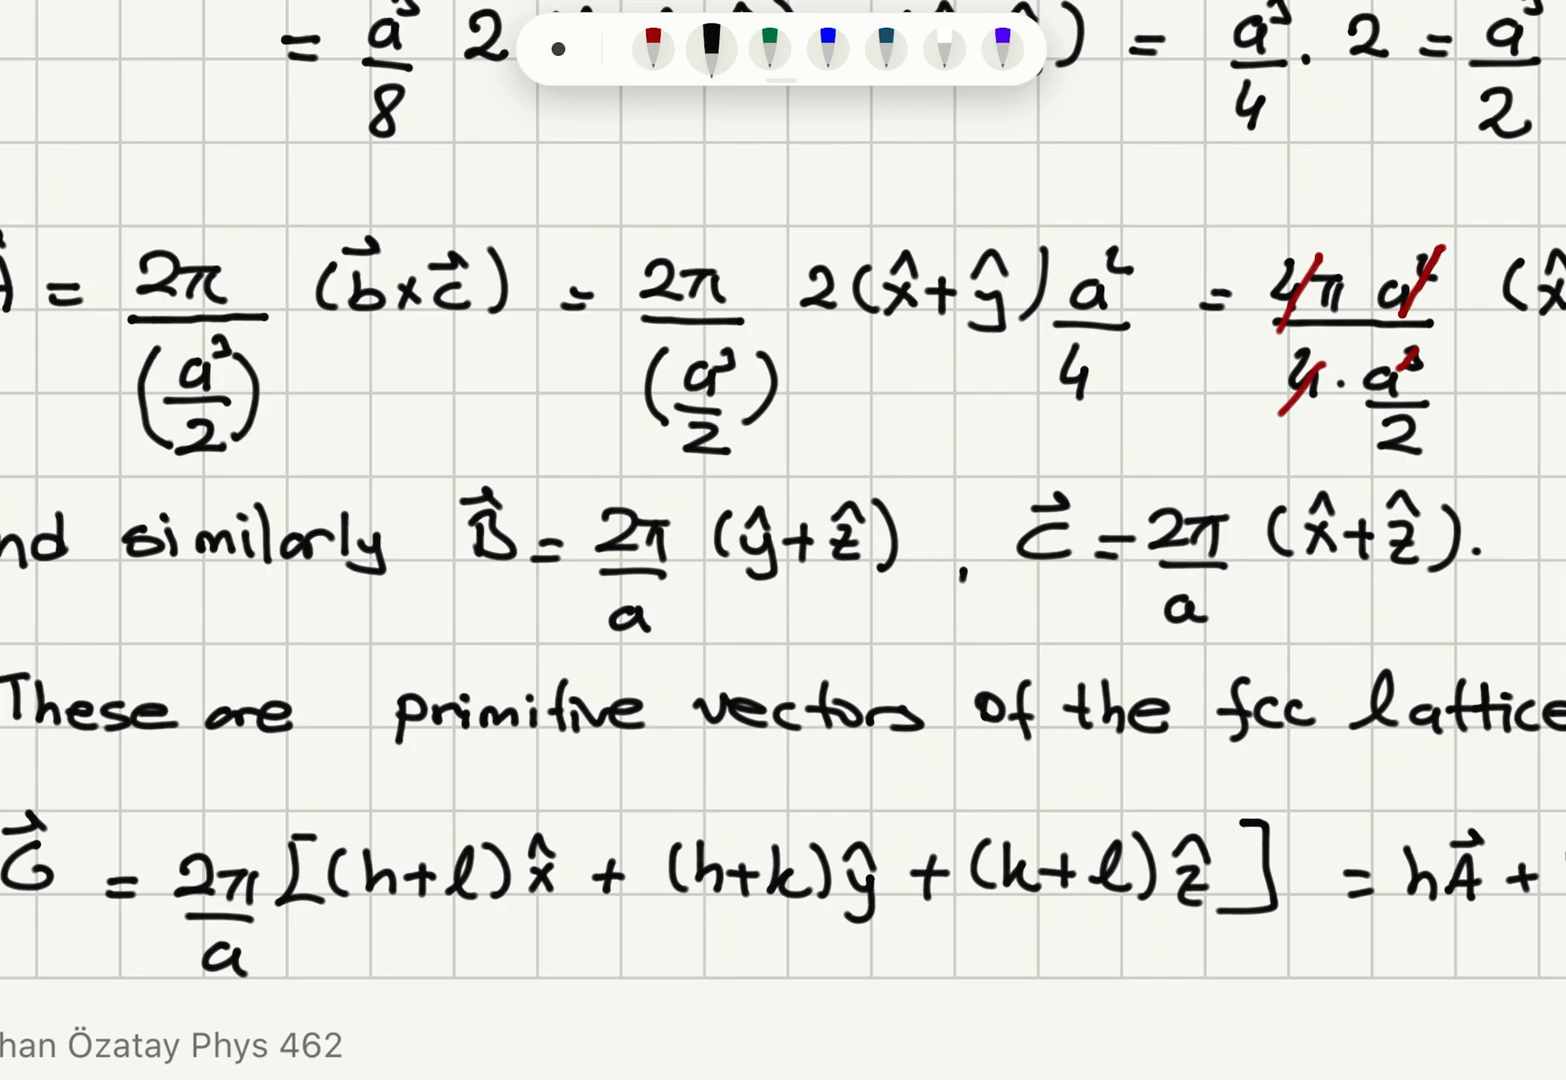 = a³/8 2 ) = a³/4 . 2 = a³/2
= 2π/(a³/2) (b⃗×c⃗) = 2π/(a³/2) 2(x̂+ŷ) a²/4 = 4π a²/4 . a³/2 (x̂
nd similarly B⃗ = 2π/a (ŷ+ẑ) , C⃗ = 2π/a (x̂+ẑ).
These are primitive vectors of the fcc lattice
G⃗ = 2π/a [(h+l)x̂ + (h+k)ŷ + (k+l)ẑ] = hA⃗ +
han Özatay Phys 462